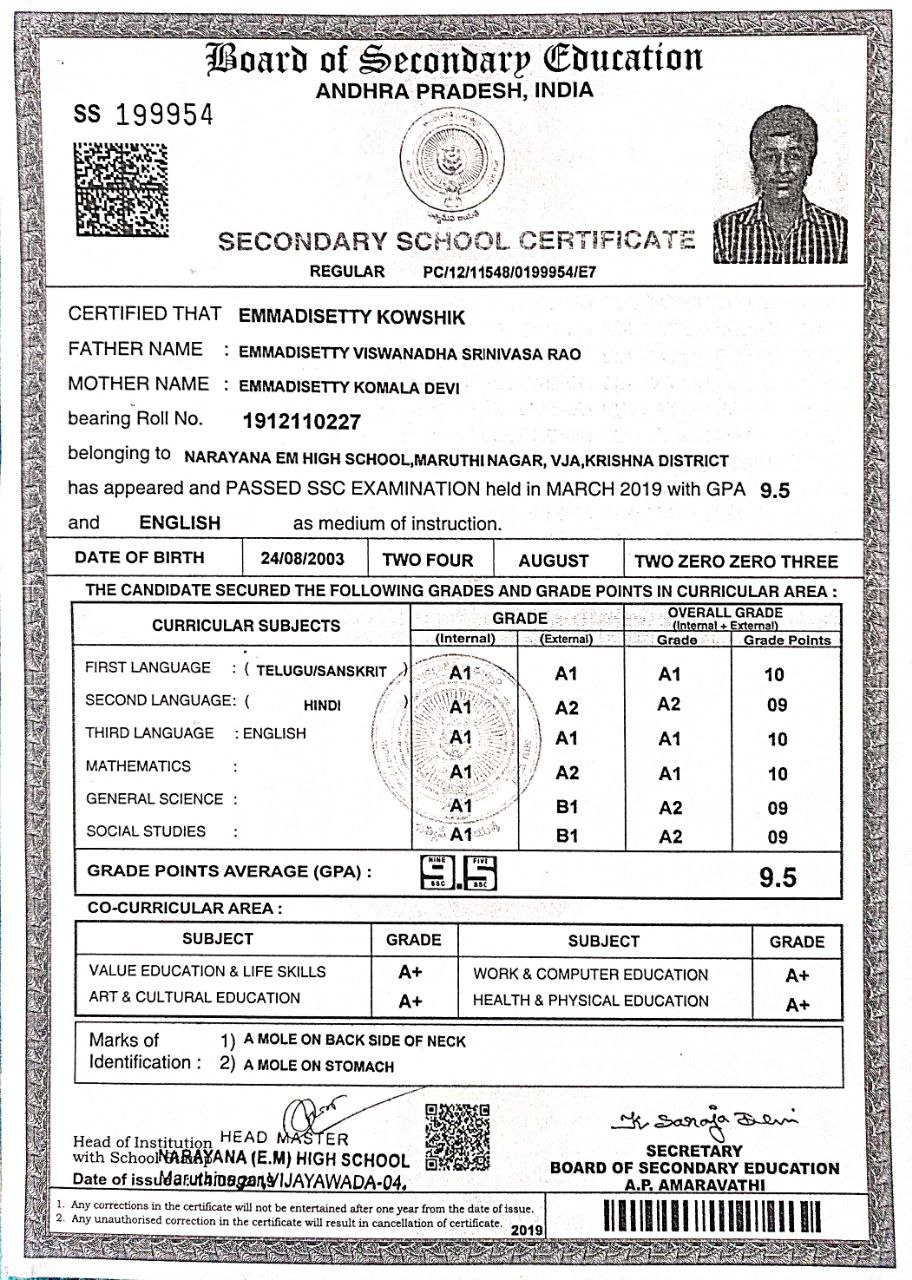 Board of Secondary Education
ANDHRA PRADESH, INDIA
SS 199954
SECONDARY SCHOOL CERTIFICATE
REGULAR PC/12/11548/0199954/E7
CERTIFIED THAT EMMADISETTY KOWSHIK
FATHER NAME : EMMADISETTY VISWANADHA SRINIVASA RAO
MOTHER NAME : EMMADISETTY KOMALA DEVI
bearing Roll No. 1912110227
belonging to NARAYANA EM HIGH SCHOOL,MARUTHI NAGAR, VJA,KRISHNA DISTRICT
has appeared and PASSED SSC EXAMINATION held in MARCH 2019 with GPA 9.5
and ENGLISH as medium of instruction.
DATE OF BIRTH 24/08/2003 TWO FOUR AUGUST TWO ZERO ZERO THREE
THE CANDIDATE SECURED THE FOLLOWING GRADES AND GRADE POINTS IN CURRICULAR AREA :
CURRICULAR SUBJECTS GRADE OVERALL GRADE
(Internal + External)
(Internal) (External) Grade Grade Points
FIRST LANGUAGE : ( TELUGU/SANSKRIT ) A1 A1 A1 10
SECOND LANGUAGE: ( HINDI ) A1 A2 A2 09
THIRD LANGUAGE : ENGLISH A1 A1 A1 10
MATHEMATICS : A1 A2 A1 10
GENERAL SCIENCE : A1 B1 A2 09
SOCIAL STUDIES : A1 B1 A2 09
GRADE POINTS AVERAGE (GPA) : NINE FIVE 9.5 SSC SSC 9.5
CO-CURRICULAR AREA :
SUBJECT GRADE SUBJECT GRADE
VALUE EDUCATION & LIFE SKILLS A+ WORK & COMPUTER EDUCATION A+
ART & CULTURAL EDUCATION A+ HEALTH & PHYSICAL EDUCATION A+
Marks of 1) A MOLE ON BACK SIDE OF NECK
Identification : 2) A MOLE ON STOMACH
K Saroja Devi
Head of Institution HEAD MASTER
with School NARAYANA (E.M) HIGH SCHOOL
Date of issue Maruthinagar, VIJAYAWADA-04.
SECRETARY
BOARD OF SECONDARY EDUCATION
A.P. AMARAVATHI
1. Any corrections in the certificate will not be entertained after one year from the date of issue.
2. Any unauthorised correction in the certificate will result in cancellation of certificate. 2019